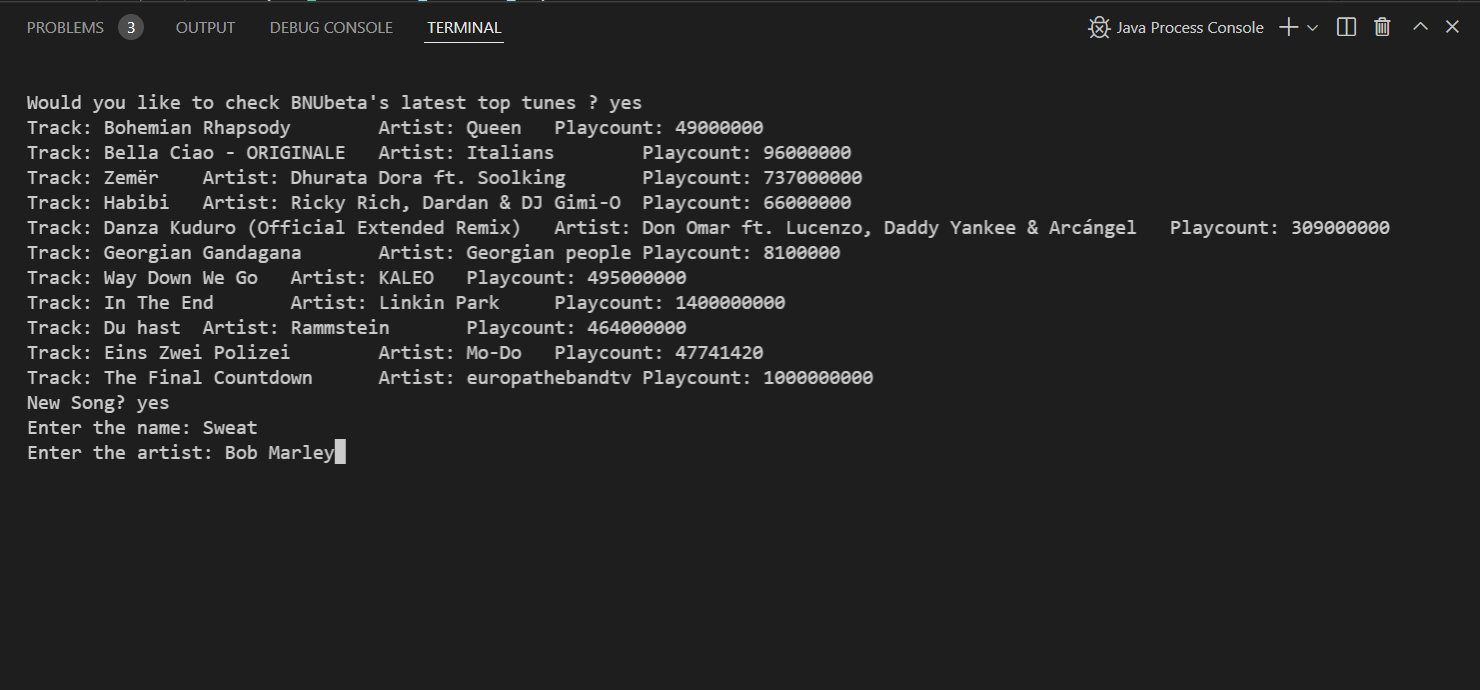 PROBLEMS 3 OUTPUT DEBUG CONSOLE TERMINAL Java Process Console
Would you like to check BNUbeta's latest top tunes ? yes
Track: Bohemian Rhapsody Artist: Queen Playcount: 49000000
Track: Bella Ciao - ORIGINALE Artist: Italians Playcount: 96000000
Track: Zemër Artist: Dhurata Dora ft. Soolking Playcount: 737000000
Track: Habibi Artist: Ricky Rich, Dardan & DJ Gimi-O Playcount: 66000000
Track: Danza Kuduro (Official Extended Remix) Artist: Don Omar ft. Lucenzo, Daddy Yankee & Arcángel Playcount: 309000000
Track: Georgian Gandagana Artist: Georgian people Playcount: 8100000
Track: Way Down We Go Artist: KALEO Playcount: 495000000
Track: In The End Artist: Linkin Park Playcount: 1400000000
Track: Du hast Artist: Rammstein Playcount: 464000000
Track: Eins Zwei Polizei Artist: Mo-Do Playcount: 47741420
Track: The Final Countdown Artist: europathebandtv Playcount: 1000000000
New Song? yes
Enter the name: Sweat
Enter the artist: Bob Marley